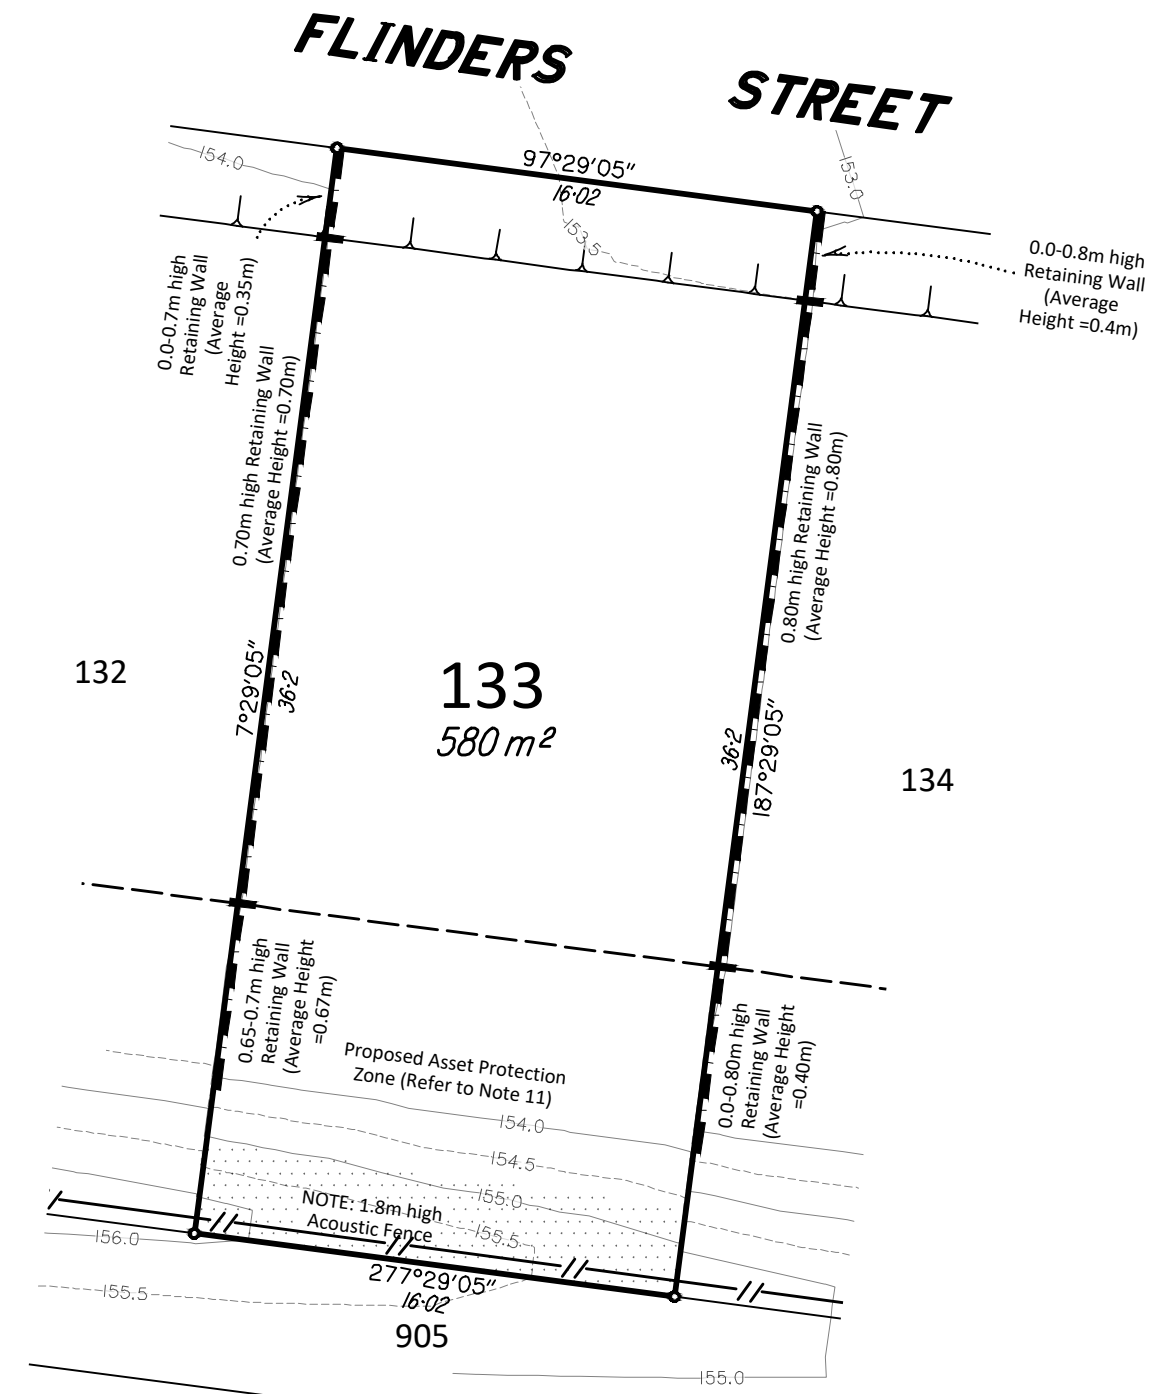 FLINDERS STREET
97°29'05"
16·02
154.0
153.5
153.0
0.0-0.7m high
Retaining Wall
(Average
Height =0.35m)
0.0-0.8m high
Retaining Wall
(Average
Height =0.4m)
0.70m high Retaining Wall
(Average Height =0.70m)
0.80m high Retaining Wall
(Average Height =0.80m)
7°29'05"
36·2
132
133
580 m²
36·2
187°29'05"
134
0.65-0.7m high
Retaining Wall
(Average Height
=0.67m)
0.0-0.80m high
Retaining Wall
(Average Height
=0.40m)
Proposed Asset Protection
Zone (Refer to Note 11)
154.0
154.5
155.0
155.5
NOTE: 1.8m high
Acoustic Fence
156.0
155.5
277°29'05"
16·02
905
155.0